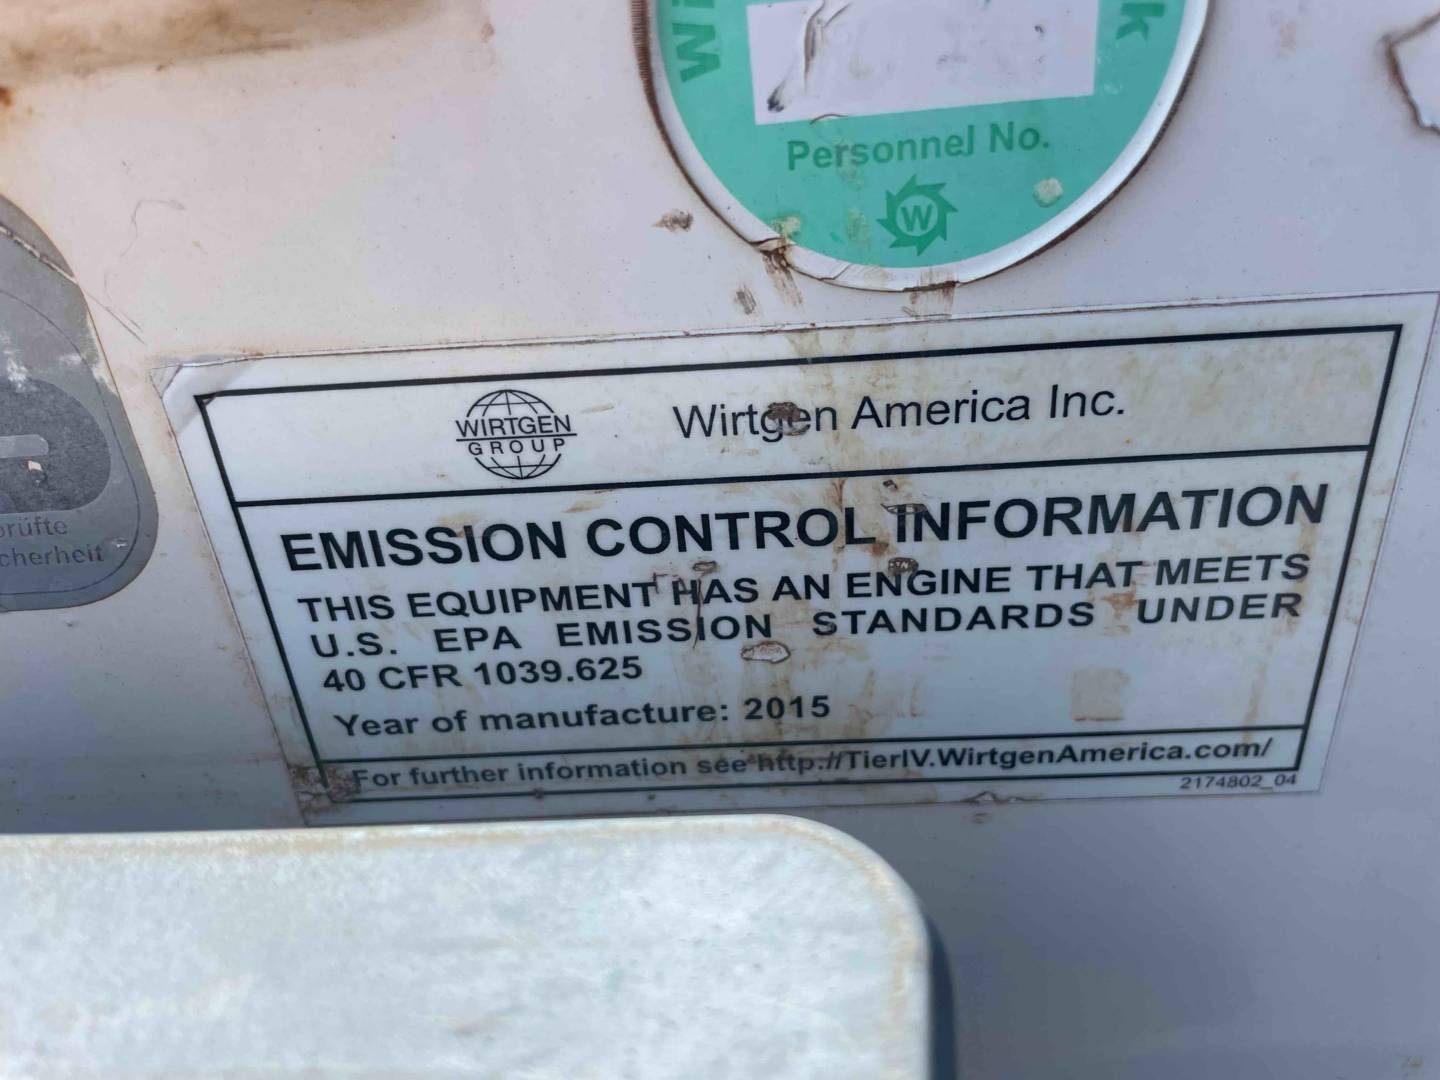 Personnel No.
W
WIRTGEN
GROUP
Wirtgen America Inc.
EMISSION CONTROL INFORMATION
THIS EQUIPMENT HAS AN ENGINE THAT MEETS
U.S. EPA EMISSION STANDARDS UNDER
40 CFR 1039.625
Year of manufacture: 2015
For further information see http://TierIV.WirtgenAmerica.com/
2174802_04